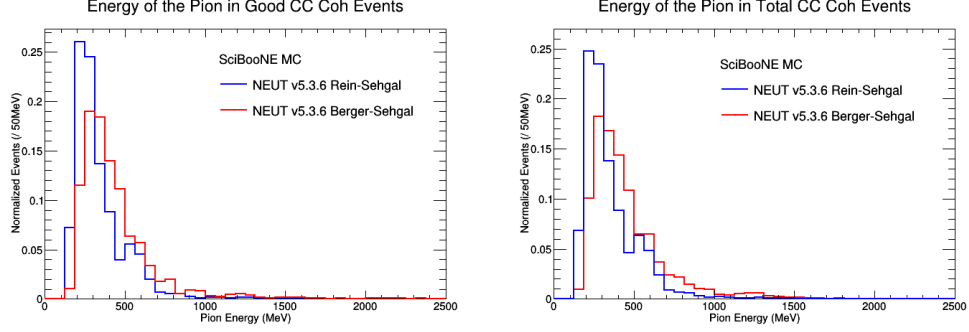 Energy of the Pion in Good CC Coh Events
Normalized Events (/ 50MeV)
0.25
0.2
0.15
0.1
0.05
0
SciBooNE MC
NEUT v5.3.6 Rein-Sehgal
NEUT v5.3.6 Berger-Sehgal
0 500 1000 1500 2000 2500
Pion Energy (MeV)
Energy of the Pion in Total CC Coh Events
Normalized Events (/ 50MeV)
0.25
0.2
0.15
0.1
0.05
0
SciBooNE MC
NEUT v5.3.6 Rein-Sehgal
NEUT v5.3.6 Berger-Sehgal
0 500 1000 1500 2000 2500
Pion Energy (MeV)